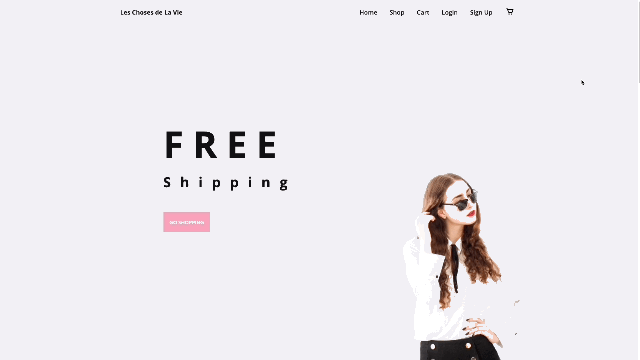 Les Choses de La Vie
Home Shop Cart Login Sign Up
FREE
Shipping
GO SHOPPING